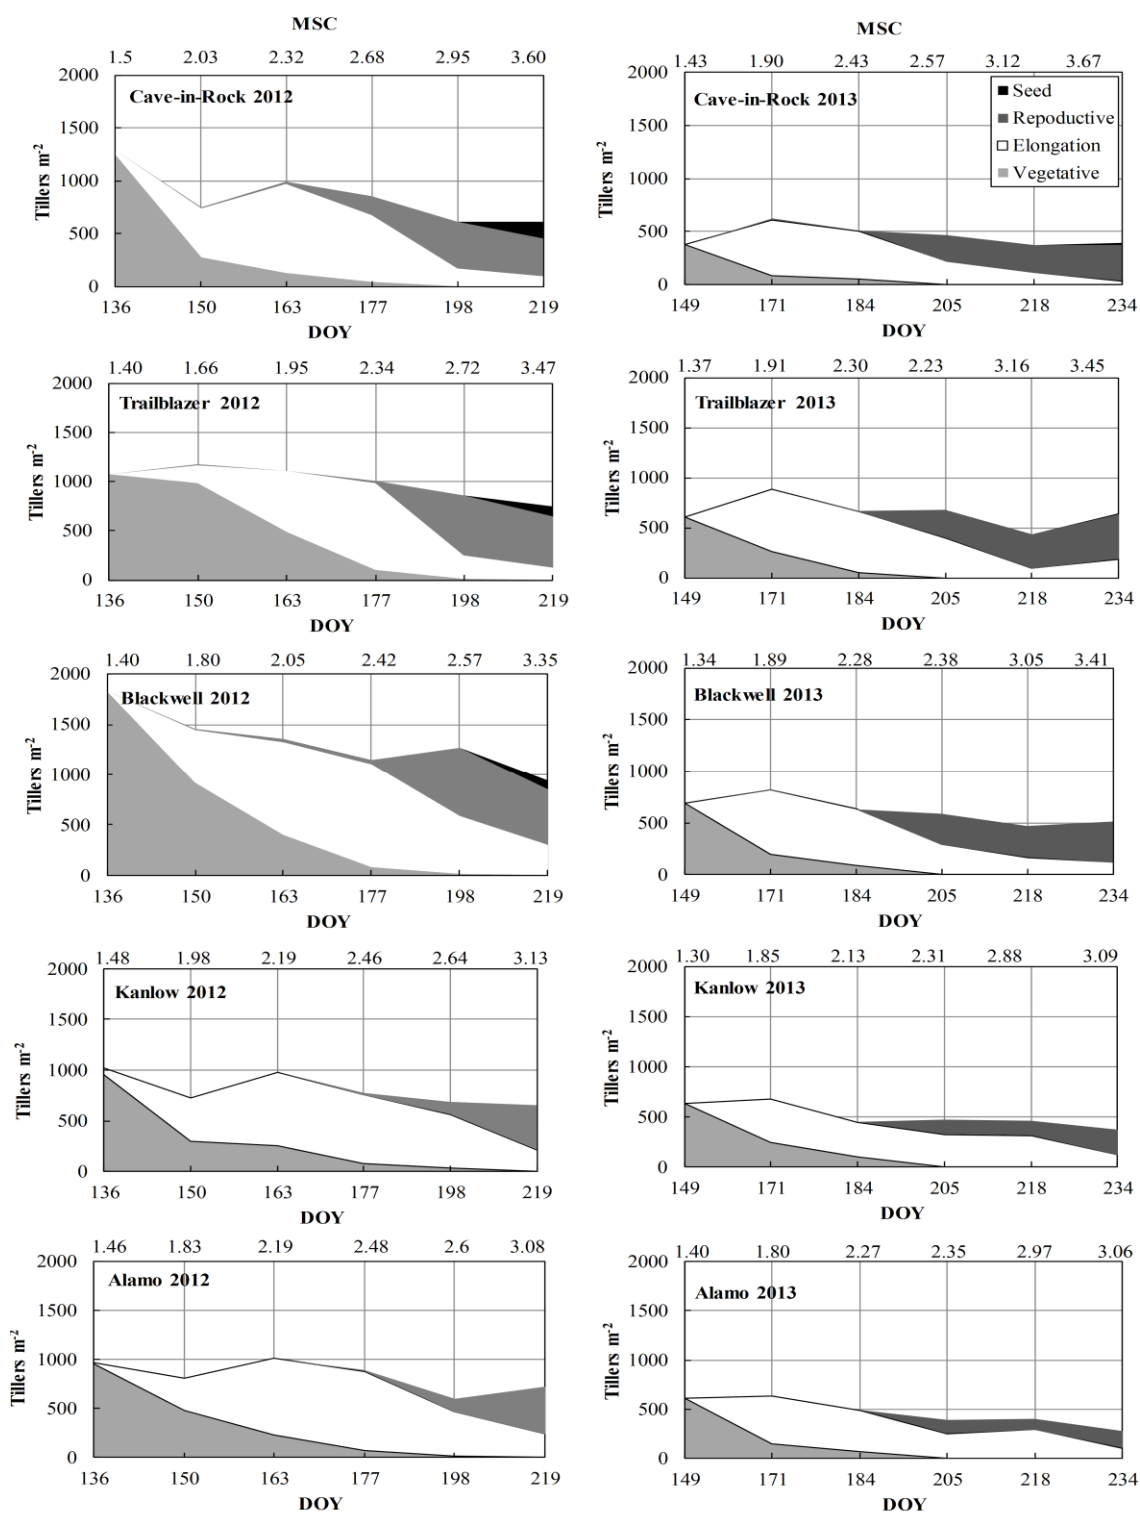 MSC
1.5 2.03 2.32 2.68 2.95 3.60
2000
Cave-in-Rock 2012
1500
1000
500
0
Tillers m-2
136 150 163 177 198 219
DOY
MSC
1.43 1.90 2.43 2.57 3.12 3.67
2000
Cave-in-Rock 2013
Seed
Repoductive
Elongation
Vegetative
1500
1000
500
0
Tillers m-2
149 171 184 205 218 234
DOY
1.40 1.66 1.95 2.34 2.72 3.47
2000
Trailblazer 2012
1500
1000
500
0
Tillers m-2
136 150 163 177 198 219
DOY
1.37 1.91 2.30 2.23 3.16 3.45
2000
Trailblazer 2013
1500
1000
500
0
Tillers m-2
149 171 184 205 218 234
DOY
1.40 1.80 2.05 2.42 2.57 3.35
2000
Blackwell 2012
1500
1000
500
0
Tillers m-2
136 150 163 177 198 219
DOY
1.34 1.89 2.28 2.38 3.05 3.41
2000
Blackwell 2013
1500
1000
500
0
Tillers m-2
149 171 184 205 218 234
DOY
1.48 1.98 2.19 2.46 2.64 3.13
2000
Kanlow 2012
1500
1000
500
0
Tillers m-2
136 150 163 177 198 219
DOY
1.30 1.85 2.13 2.31 2.88 3.09
2000
Kanlow 2013
1500
1000
500
0
Tillers m-2
149 171 184 205 218 234
DOY
1.46 1.83 2.19 2.48 2.6 3.08
2000
Alamo 2012
1500
1000
500
0
Tillers m-2
136 150 163 177 198 219
DOY
1.40 1.80 2.27 2.35 2.97 3.06
2000
Alamo 2013
1500
1000
500
0
Tillers m-2
149 171 184 205 218 234
DOY